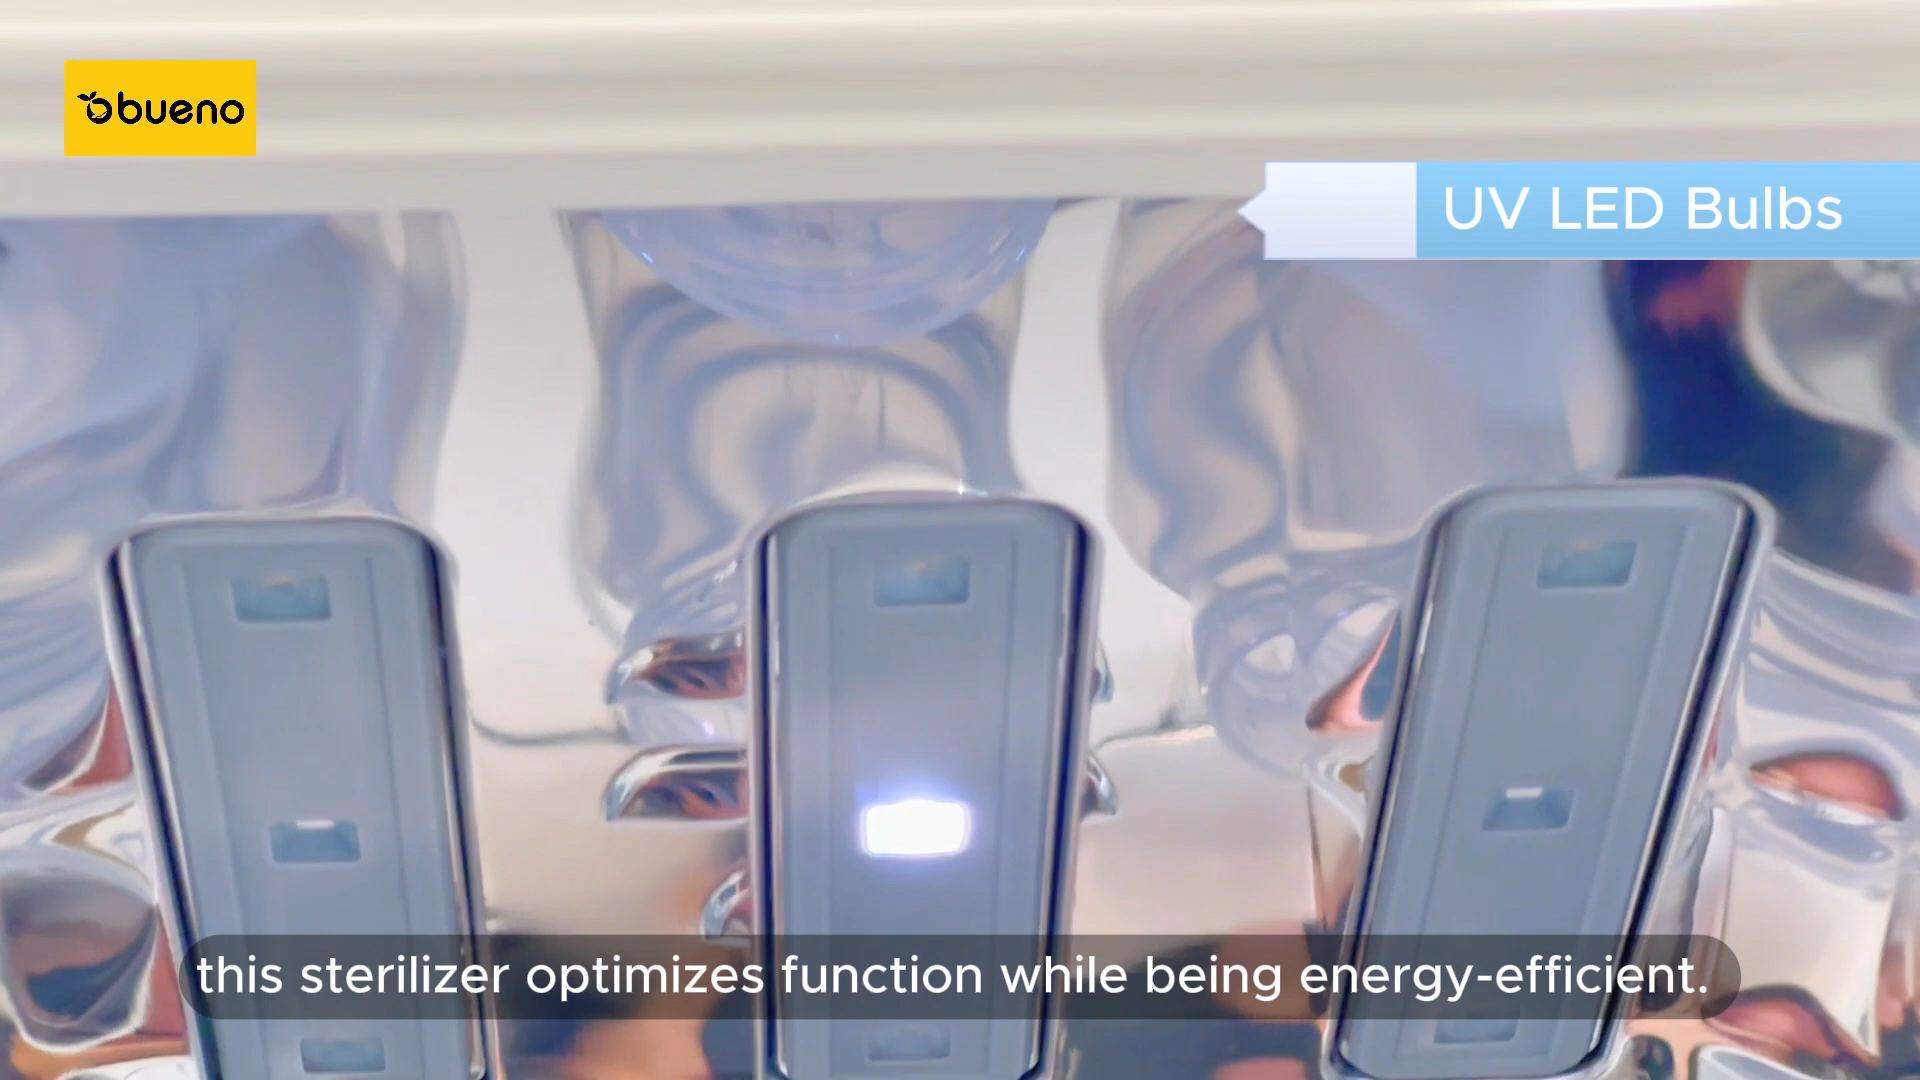 bueno
UV LED Bulbs
this sterilizer optimizes function while being energy-efficient.